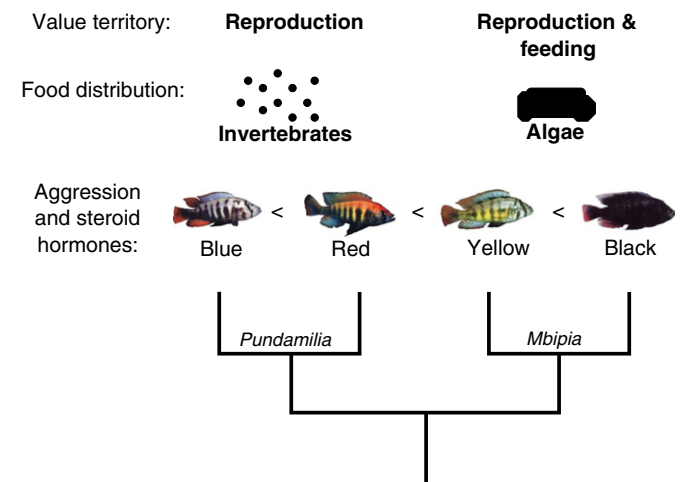 Value territory: Reproduction Reproduction &
feeding
Food distribution:
Invertebrates Algae
Aggression
and steroid
hormones:
< < <
Blue Red Yellow Black
Pundamilia Mbipia